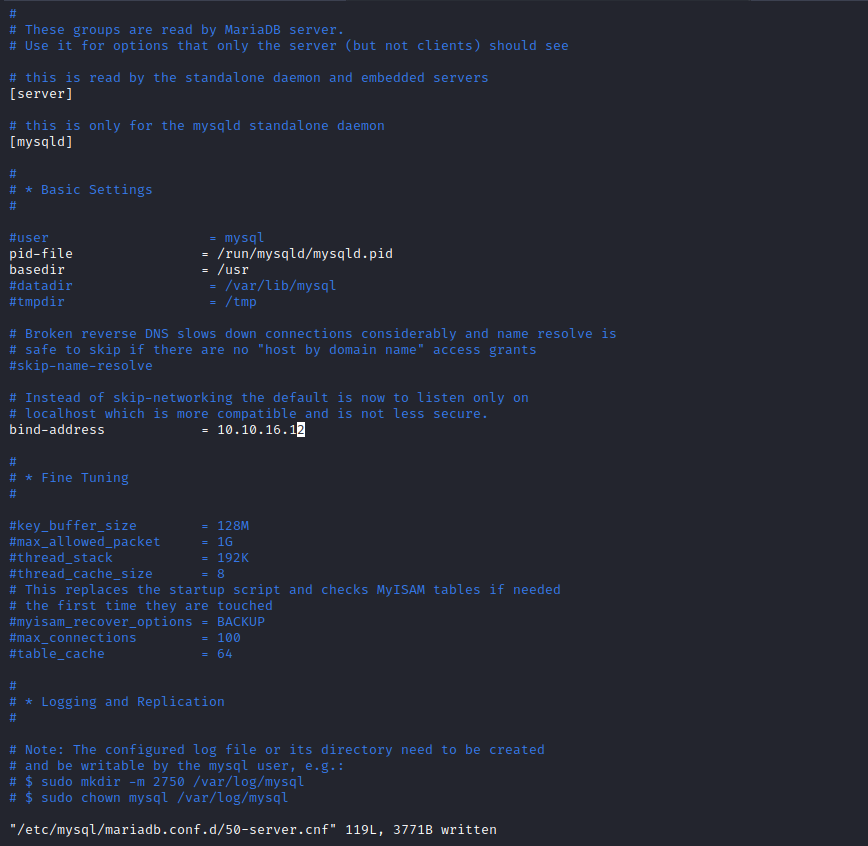 #
# These groups are read by MariaDB server.
# Use it for options that only the server (but not clients) should see

# this is read by the standalone daemon and embedded servers
[server]

# this is only for the mysqld standalone daemon
[mysqld]

#
# * Basic Settings
#

#user                    = mysql
pid-file                = /run/mysqld/mysqld.pid
basedir                 = /usr
#datadir                 = /var/lib/mysql
#tmpdir                  = /tmp

# Broken reverse DNS slows down connections considerably and name resolve is
# safe to skip if there are no "host by domain name" access grants
#skip-name-resolve

# Instead of skip-networking the default is now to listen only on
# localhost which is more compatible and is not less secure.
bind-address            = 10.10.16.12

#
# * Fine Tuning
#

#key_buffer_size        = 128M
#max_allowed_packet     = 1G
#thread_stack           = 192K
#thread_cache_size      = 8
# This replaces the startup script and checks MyISAM tables if needed
# the first time they are touched
#myisam_recover_options = BACKUP
#max_connections        = 100
#table_cache            = 64

#
# * Logging and Replication
#

# Note: The configured log file or its directory need to be created
# and be writable by the mysql user, e.g.:
# $ sudo mkdir -m 2750 /var/log/mysql
# $ sudo chown mysql /var/log/mysql

"/etc/mysql/mariadb.conf.d/50-server.cnf" 119L, 3771B written